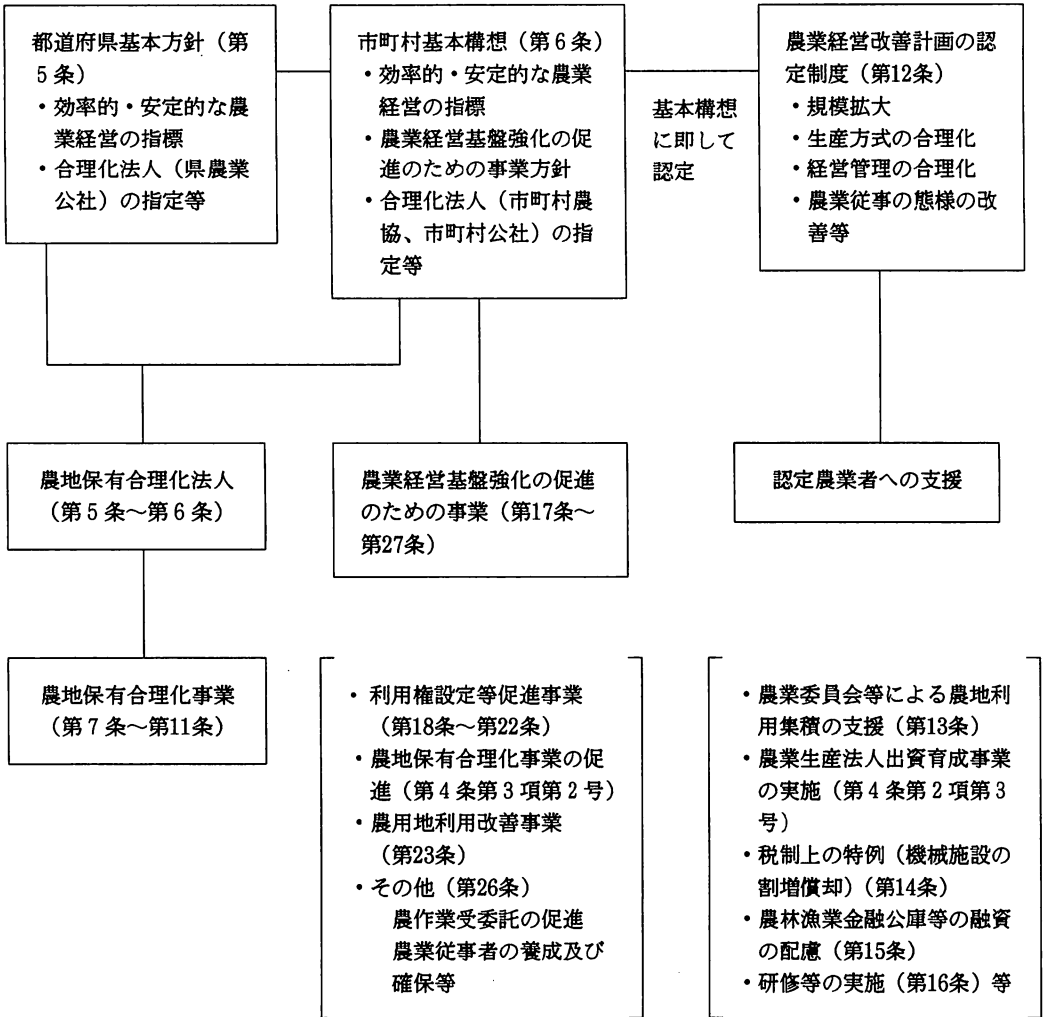 都道府県基本方針（第
5条）
・効率的・安定的な農
業経営の指標
・合理化法人（県農業
公社）の指定等
市町村基本構想（第6条）
・効率的・安定的な農業
経営の指標
・農業経営基盤強化の促
進のための事業方針
・合理化法人（市町村農
協、市町村公社）の指
定等
基本構想
に即して
認定
農業経営改善計画の認
定制度（第12条）
・規模拡大
・生産方式の合理化
・経営管理の合理化
・農業従事の態様の改
善等
農地保有合理化法人
（第5条～第6条）
農業経営基盤強化の促進
のための事業（第17条～
第27条）
認定農業者への支援
農地保有合理化事業
（第7条～第11条）
・利用権設定等促進事業
（第18条～第22条）
・農地保有合理化事業の促
進（第4条第3項第2号）
・農用地利用改善事業
（第23条）
・その他（第26条）
農作業受委託の促進
農業従事者の養成及び
確保等
・農業委員会等による農地利
用集積の支援（第13条）
・農業生産法人出資育成事業
の実施（第4条第2項第3
号）
・税制上の特例（機械施設の
割増償却）（第14条）
・農林漁業金融公庫等の融資
の配慮（第15条）
・研修等の実施（第16条）等